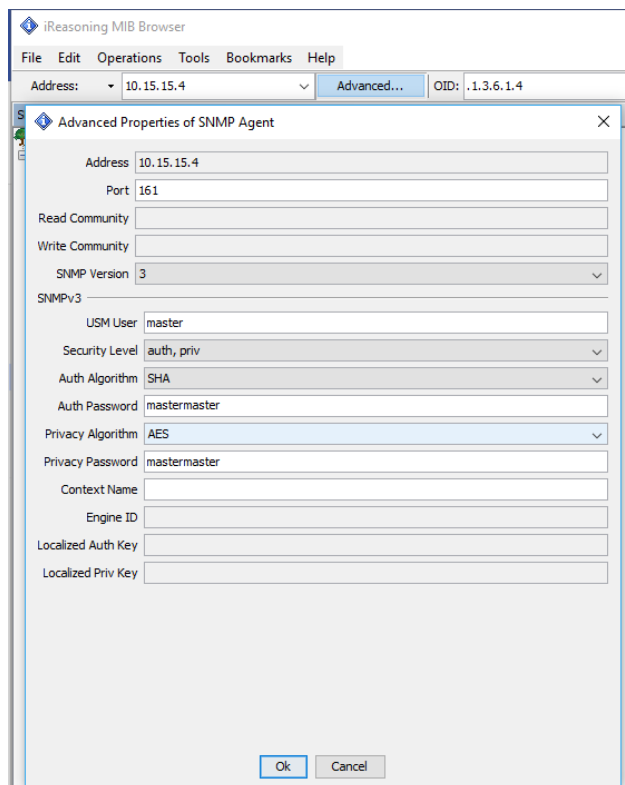 iReasoning MIB Browser
File Edit Operations Tools Bookmarks Help
Address: 10.15.15.4 Advanced... OID: .1.3.6.1.4
S
Advanced Properties of SNMP Agent
Address 10.15.15.4
Port 161
Read Community
Write Community
SNMP Version 3
SNMPv3
USM User master
Security Level auth, priv
Auth Algorithm SHA
Auth Password mastermaster
Privacy Algorithm AES
Privacy Password mastermaster
Context Name
Engine ID
Localized Auth Key
Localized Priv Key
Ok Cancel